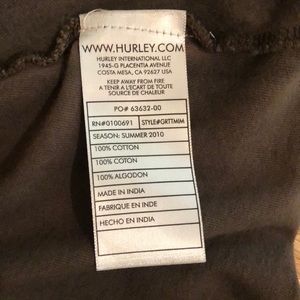 WWW.HURLEY.COM
HURLEY INTERNATIONAL LLC
1945-G PLACENTIA AVENUE
COSTA MESA, CA 92627 USA
KEEP AWAY FROM FIRE
A TENIR A L'ECART DE TOUTE
SOURCE DE CHALEUR
PO# 63632-00
RN#0100691 STYLE#GRTTMIM
SEASON: SUMMER 2010
100% COTTON
100% COTON
100% ALGODON
MADE IN INDIA
FABRIQUE EN INDE
HECHO EN INDIA